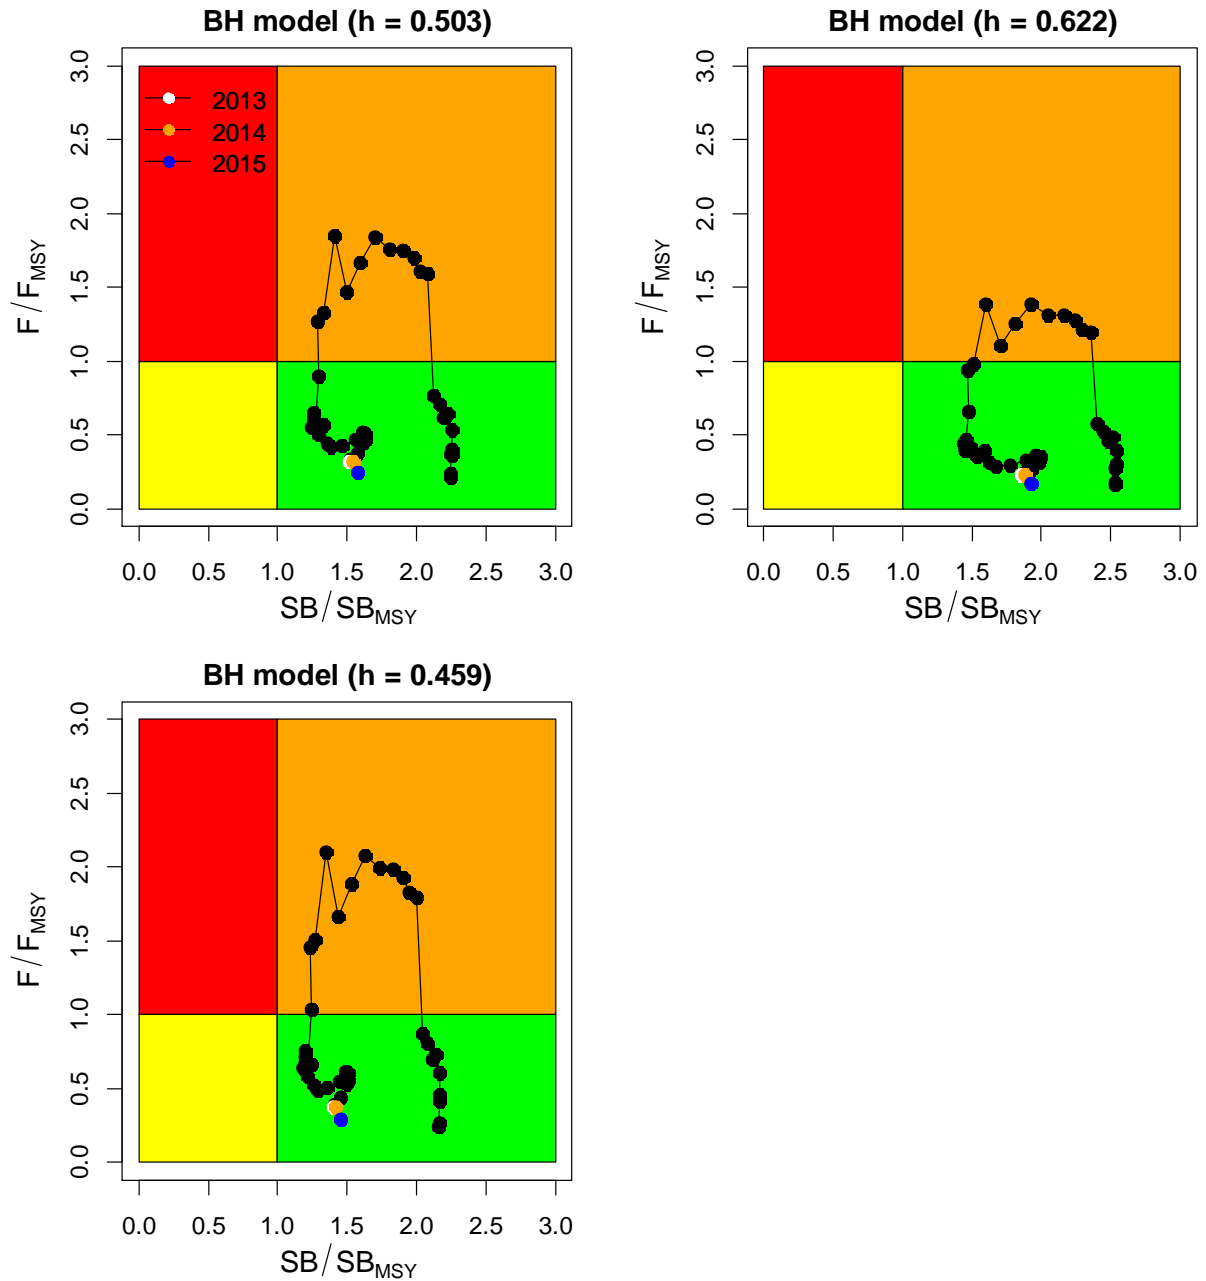 BH model (h = 0.503)
3.0
2.5
2.0
1.5
1.0
0.5
0.0
F / F_MSY
2013
2014
2015
0.0 0.5 1.0 1.5 2.0 2.5 3.0
SB / SB_MSY
BH model (h = 0.622)
3.0
2.5
2.0
1.5
1.0
0.5
0.0
F / F_MSY
0.0 0.5 1.0 1.5 2.0 2.5 3.0
SB / SB_MSY
BH model (h = 0.459)
3.0
2.5
2.0
1.5
1.0
0.5
0.0
F / F_MSY
0.0 0.5 1.0 1.5 2.0 2.5 3.0
SB / SB_MSY